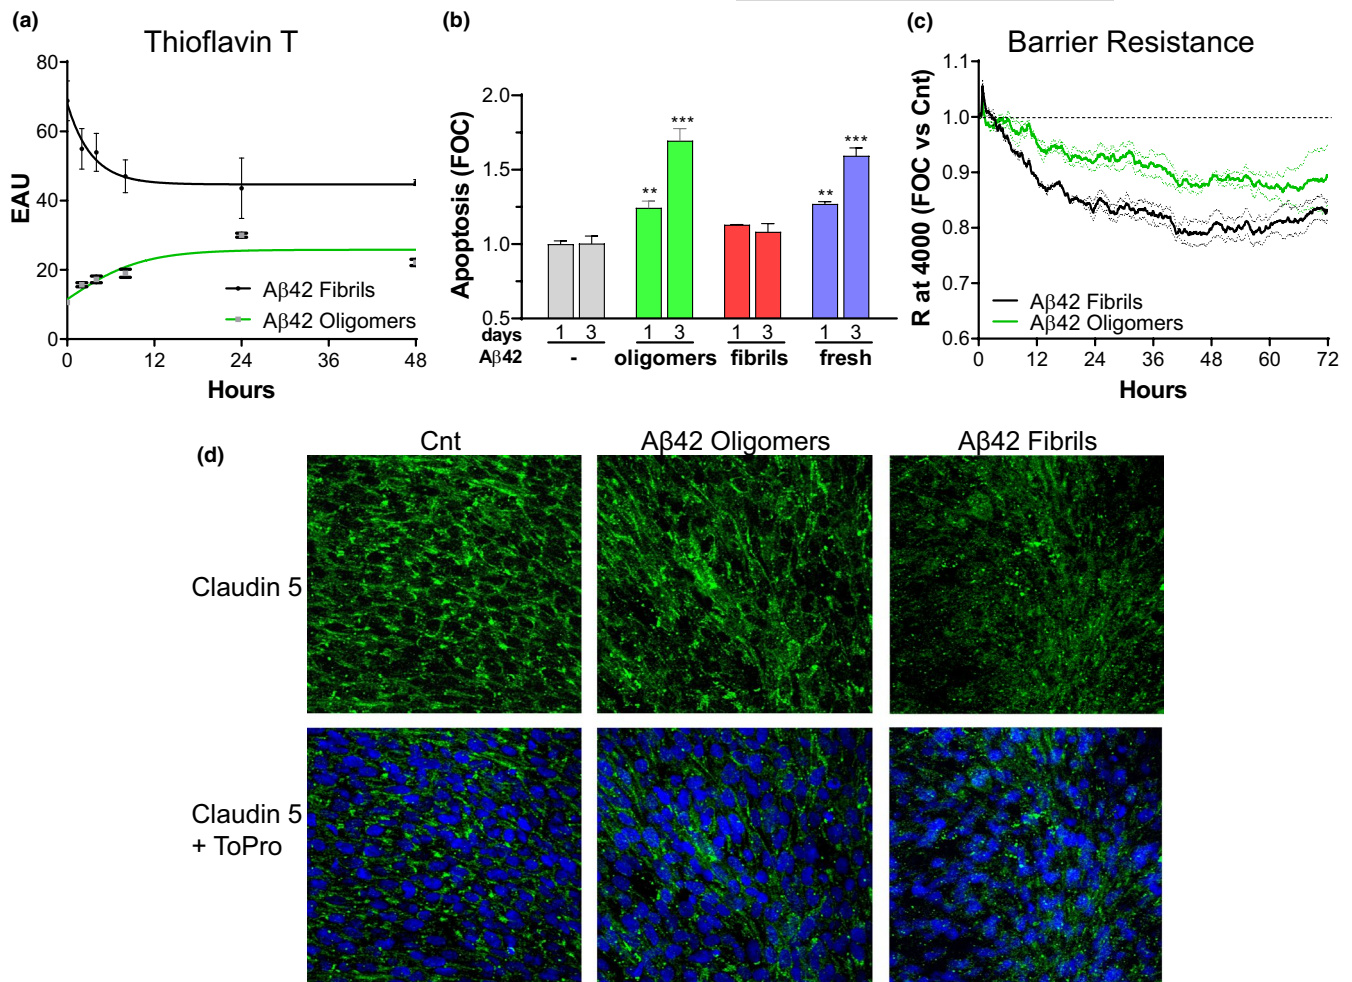 (a)
Thioflavin T
80
60
40
20
0
EAU
0 12 24 36 48
Hours
Aβ42 Fibrils
Aβ42 Oligomers
(b)
2.0
1.5
1.0
0.5
Apoptosis (FOC)
** *** ** ***
days 1 3 1 3 1 3 1 3
Aβ42 - oligomers fibrils fresh
(c)
Barrier Resistance
1.1
1.0
0.9
0.8
0.7
0.6
R at 4000 (FOC vs Cnt)
Aβ42 Fibrils
Aβ42 Oligomers
0 12 24 36 48 60 72
Hours
(d)
Cnt Aβ42 Oligomers Aβ42 Fibrils
Claudin 5
Claudin 5
+ ToPro